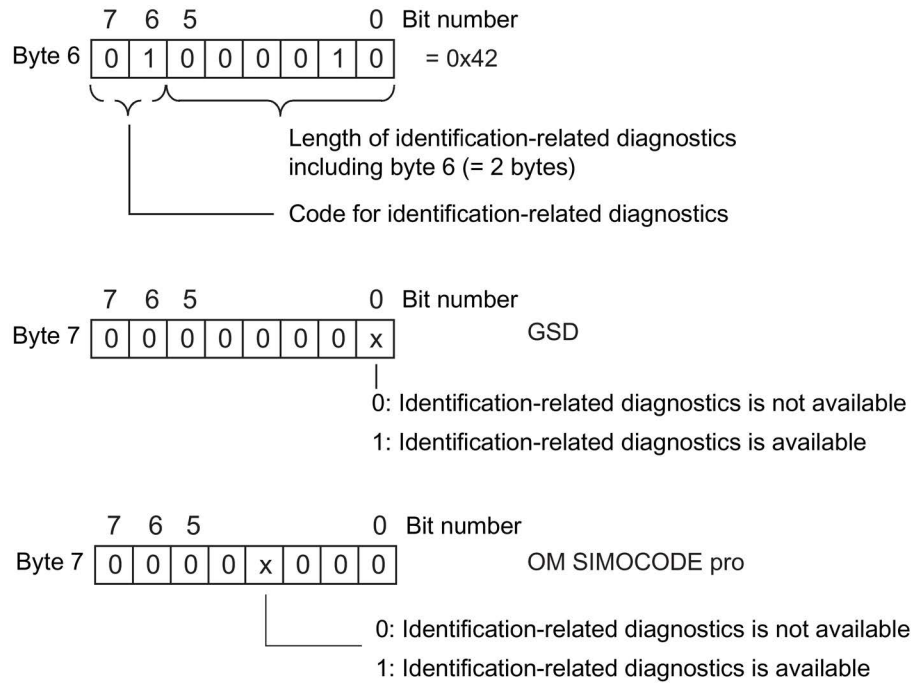 7 6 5 0 Bit number
Byte 6 0 1 0 0 0 0 1 0 = 0x42
Length of identification-related diagnostics
including byte 6 (= 2 bytes)
Code for identification-related diagnostics
7 6 5 0 Bit number
Byte 7 0 0 0 0 0 0 0 x GSD
0: Identification-related diagnostics is not available
1: Identification-related diagnostics is available
7 6 5 0 Bit number
Byte 7 0 0 0 0 x 0 0 0 OM SIMOCODE pro
0: Identification-related diagnostics is not available
1: Identification-related diagnostics is available